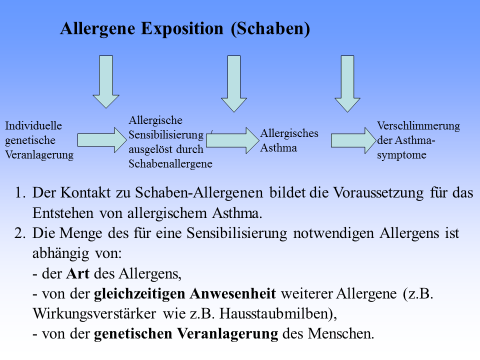 Allergene Exposition (Schaben)
Individuelle
genetische
Veranlagerung
Allergische
Sensibilisierung /
ausgelöst durch
Schabenallergene
Allergisches
Asthma
Verschlimmerung
der Asthma-
symptome
1. Der Kontakt zu Schaben-Allergenen bildet die Voraussetzung für das
Entstehen von allergischem Asthma.
2. Die Menge des für eine Sensibilisierung notwendigen Allergens ist
abhängig von:
- der Art des Allergens,
- von der gleichzeitigen Anwesenheit weiterer Allergene (z.B.
Wirkungsverstärker wie z.B. Hausstaubmilben),
- von der genetischen Veranlagerung des Menschen.